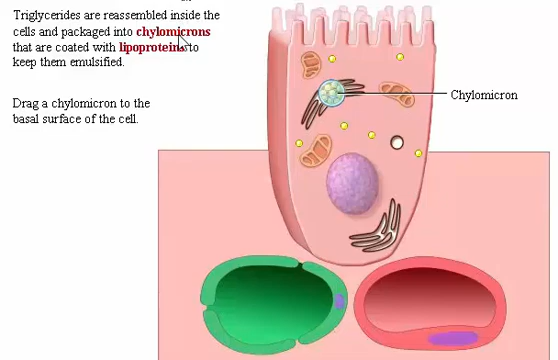 Triglycerides are reassembled inside the
cells and packaged into chylomicrons
that are coated with lipoproteins to
keep them emulsified.
Chylomicron
Drag a chylomicron to the
basal surface of the cell.